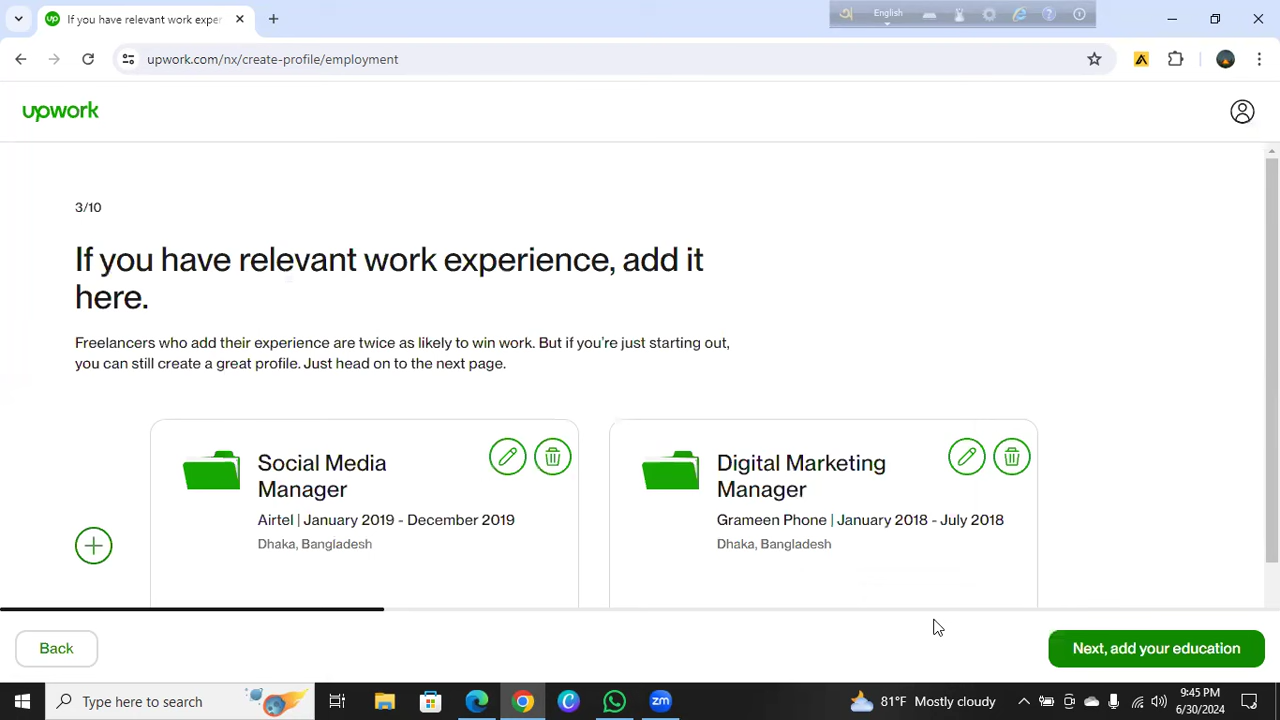 up If you have relevant work exper
English
upwork.com/nx/create-profile/employment
upwork
3/10
If you have relevant work experience, add it
here.
Freelancers who add their experience are twice as likely to win work. But if you're just starting out,
you can still create a great profile. Just head on to the next page.
Social Media
Manager
Airtel | January 2019 - December 2019
Dhaka, Bangladesh
Digital Marketing
Manager
Grameen Phone | January 2018 - July 2018
Dhaka, Bangladesh
Back
Next, add your education
Type here to search
zm
81°F Mostly cloudy
9:45 PM
6/30/2024